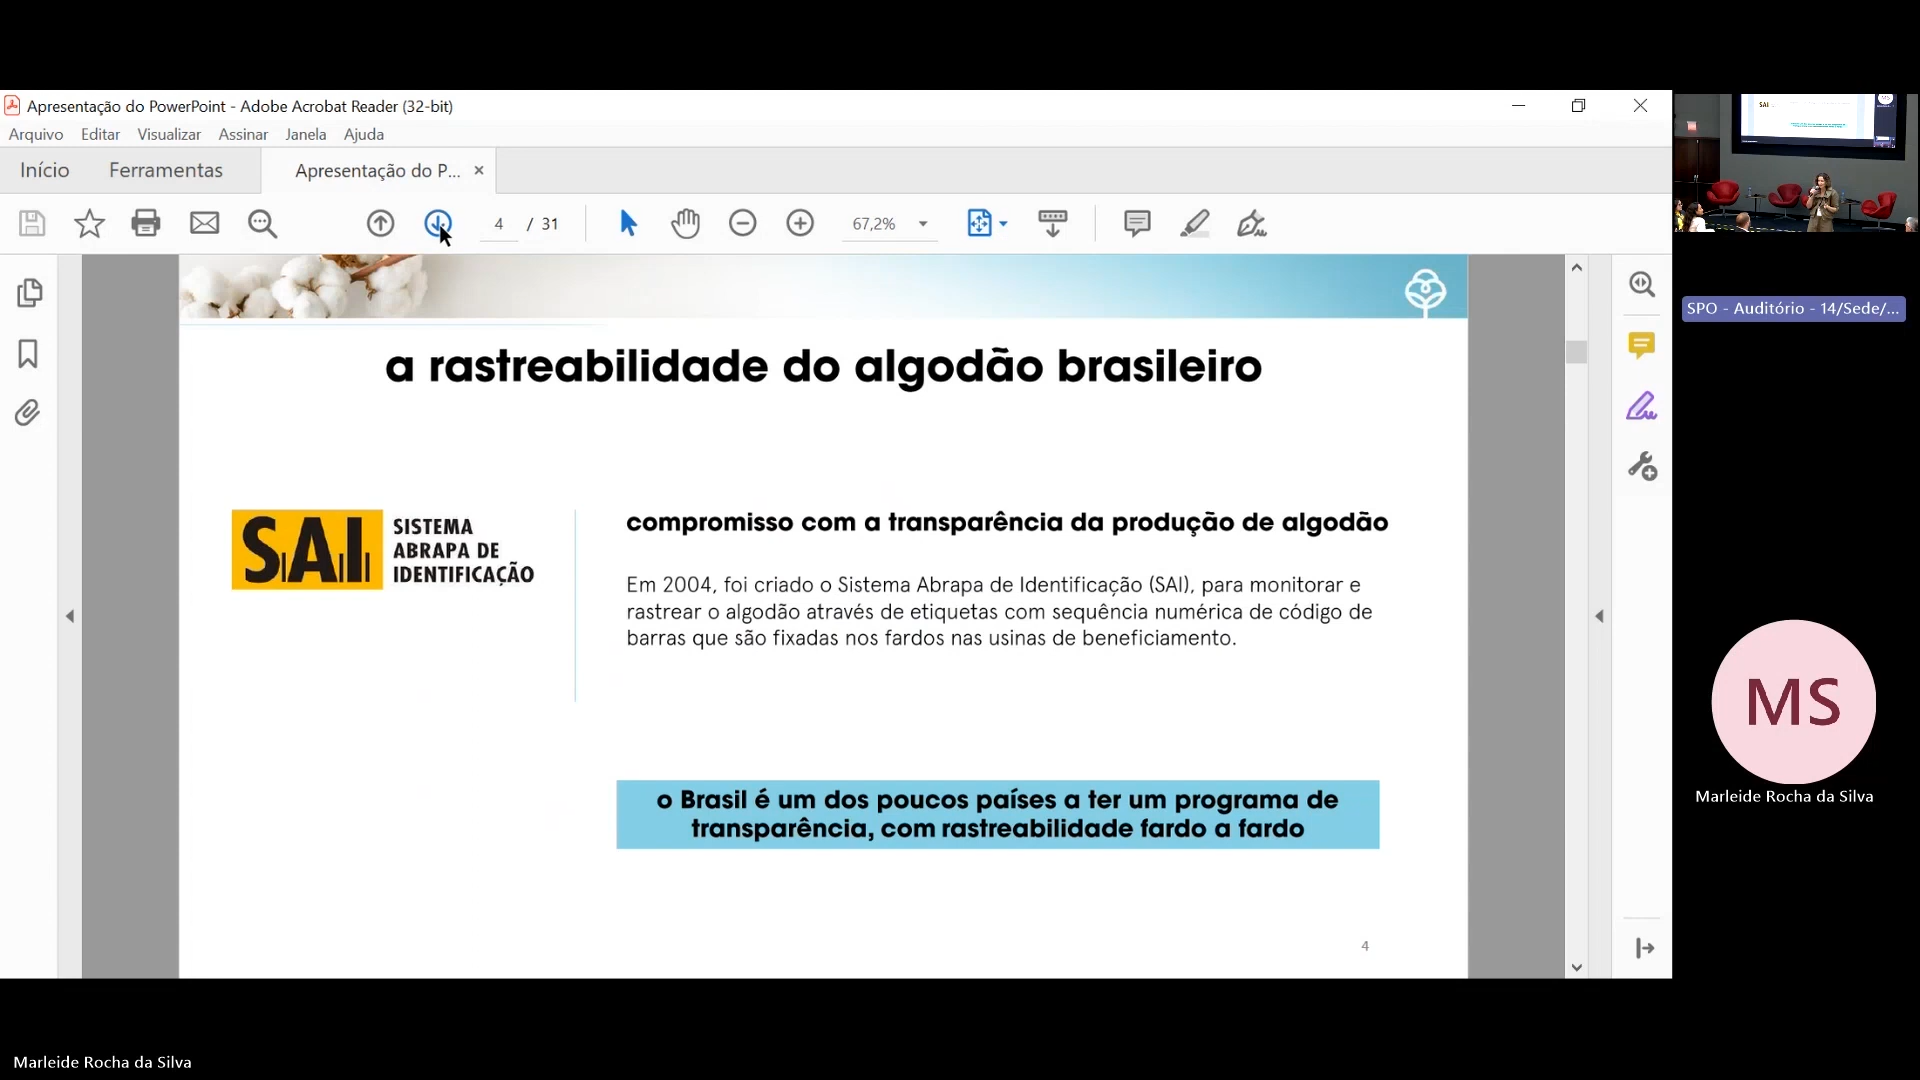 Apresentação do PowerPoint - Adobe Acrobat Reader (32-bit)
Arquivo Editar Visualizar Assinar Janela Ajuda
Início Ferramentas Apresentação do P...
4 / 31 67,2%
a rastreabilidade do algodão brasileiro
SAI SISTEMA
ABRAPA DE
IDENTIFICAÇÃO
compromisso com a transparência da produção de algodão
Em 2004, foi criado o Sistema Abrapa de Identificação (SAI), para monitorar e
rastrear o algodão através de etiquetas com sequência numérica de código de
barras que são fixadas nos fardos nas usinas de beneficiamento.
o Brasil é um dos poucos países a ter um programa de
transparência, com rastreabilidade fardo a fardo
4
SAI
MS
SPO - Auditório - 14/Sede/...
MS
Marleide Rocha da Silva
Marleide Rocha da Silva